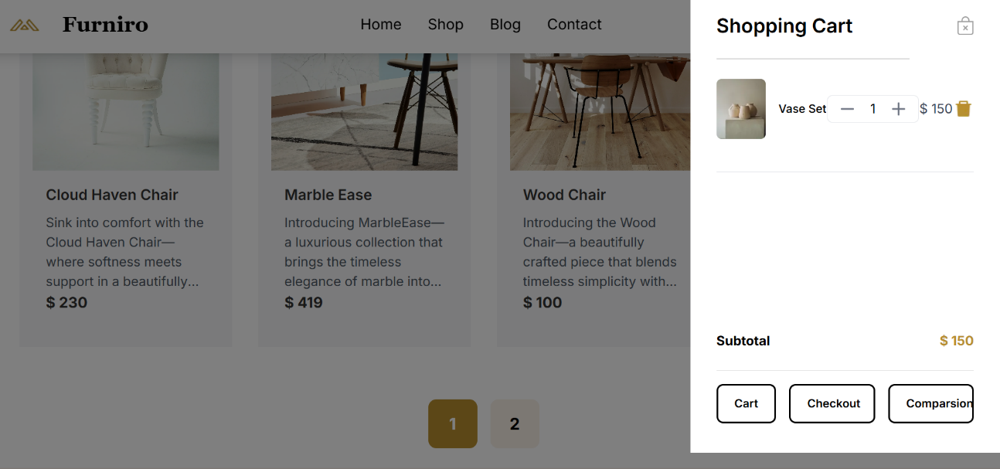 Furniro
Home Shop Blog Contact
Shopping Cart
Vase Set 1 $ 150
Cloud Haven Chair
Sink into comfort with the
Cloud Haven Chair—
where softness meets
support in a beautifully...
$ 230
Marble Ease
Introducing MarbleEase—
a luxurious collection that
brings the timeless
elegance of marble into...
$ 419
Wood Chair
Introducing the Wood
Chair—a beautifully
crafted piece that blends
timeless simplicity with...
$ 100
Subtotal $ 150
Cart Checkout Comparsion
1 2